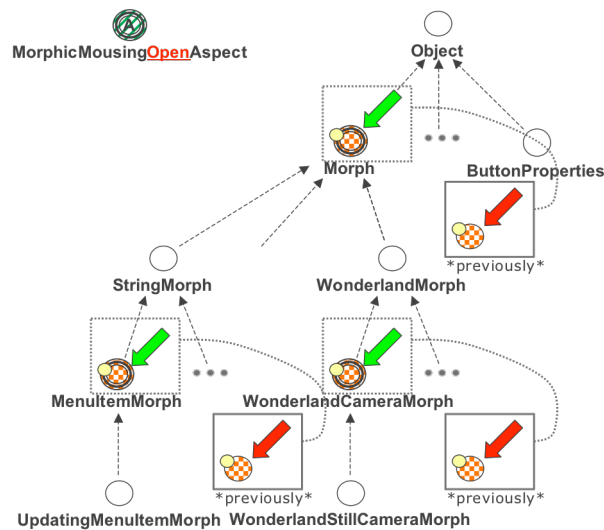 A
MorphicMousingOpenAspect
Object
Morph
ButtonProperties
*previously*
StringMorph
WonderlandMorph
MenuItemMorph
WonderlandCameraMorph
*previously*
*previously*
UpdatingMenuItemMorph
WonderlandStillCameraMorph